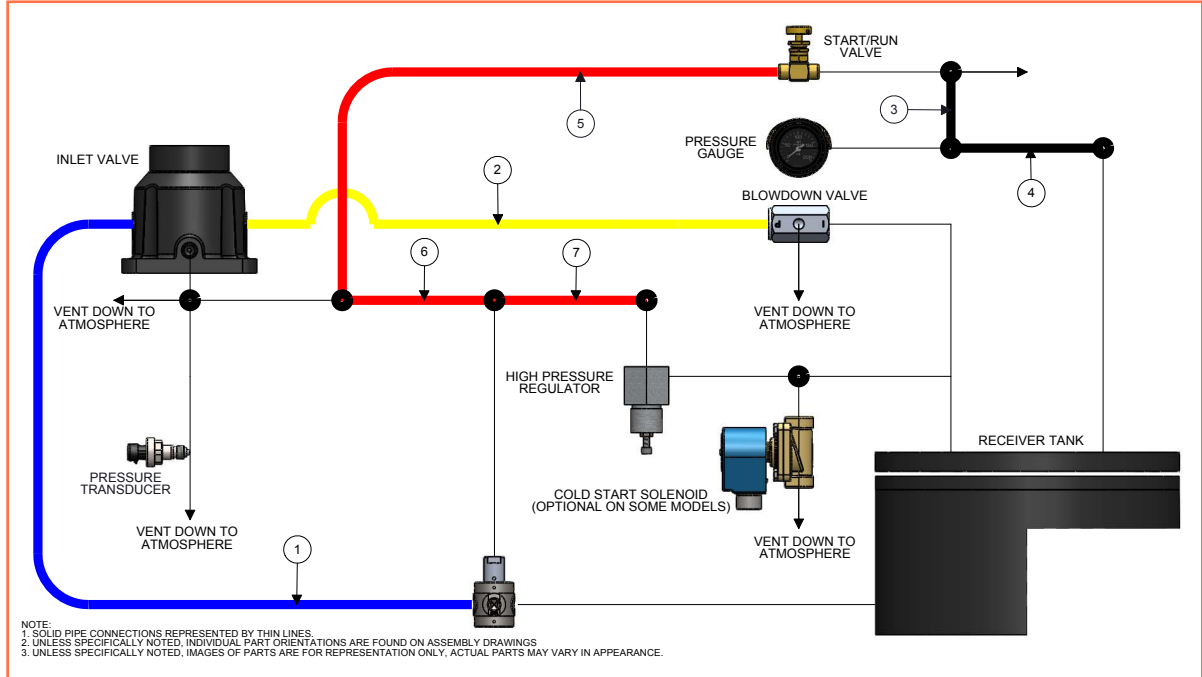 START/RUN
VALVE
3
5
PRESSURE
GAUGE
INLET VALVE
2
4
BLOWDOWN VALVE
6
7
VENT DOWN TO
ATMOSPHERE
VENT DOWN TO
ATMOSPHERE
HIGH PRESSURE
REGULATOR
RECEIVER TANK
PRESSURE
TRANSDUCER
COLD START SOLENOID
(OPTIONAL ON SOME MODELS)
VENT DOWN TO
ATMOSPHERE
VENT DOWN TO
ATMOSPHERE
1
NOTE:
1. SOLID PIPE CONNECTIONS REPRESENTED BY THIN LINES.
2. UNLESS SPECIFICALLY NOTED, INDIVIDUAL PART ORIENTATIONS ARE FOUND ON ASSEMBLY DRAWINGS
3. UNLESS SPECIFICALLY NOTED, IMAGES OF PARTS ARE FOR REPRESENTATION ONLY, ACTUAL PARTS MAY VARY IN APPEARANCE.